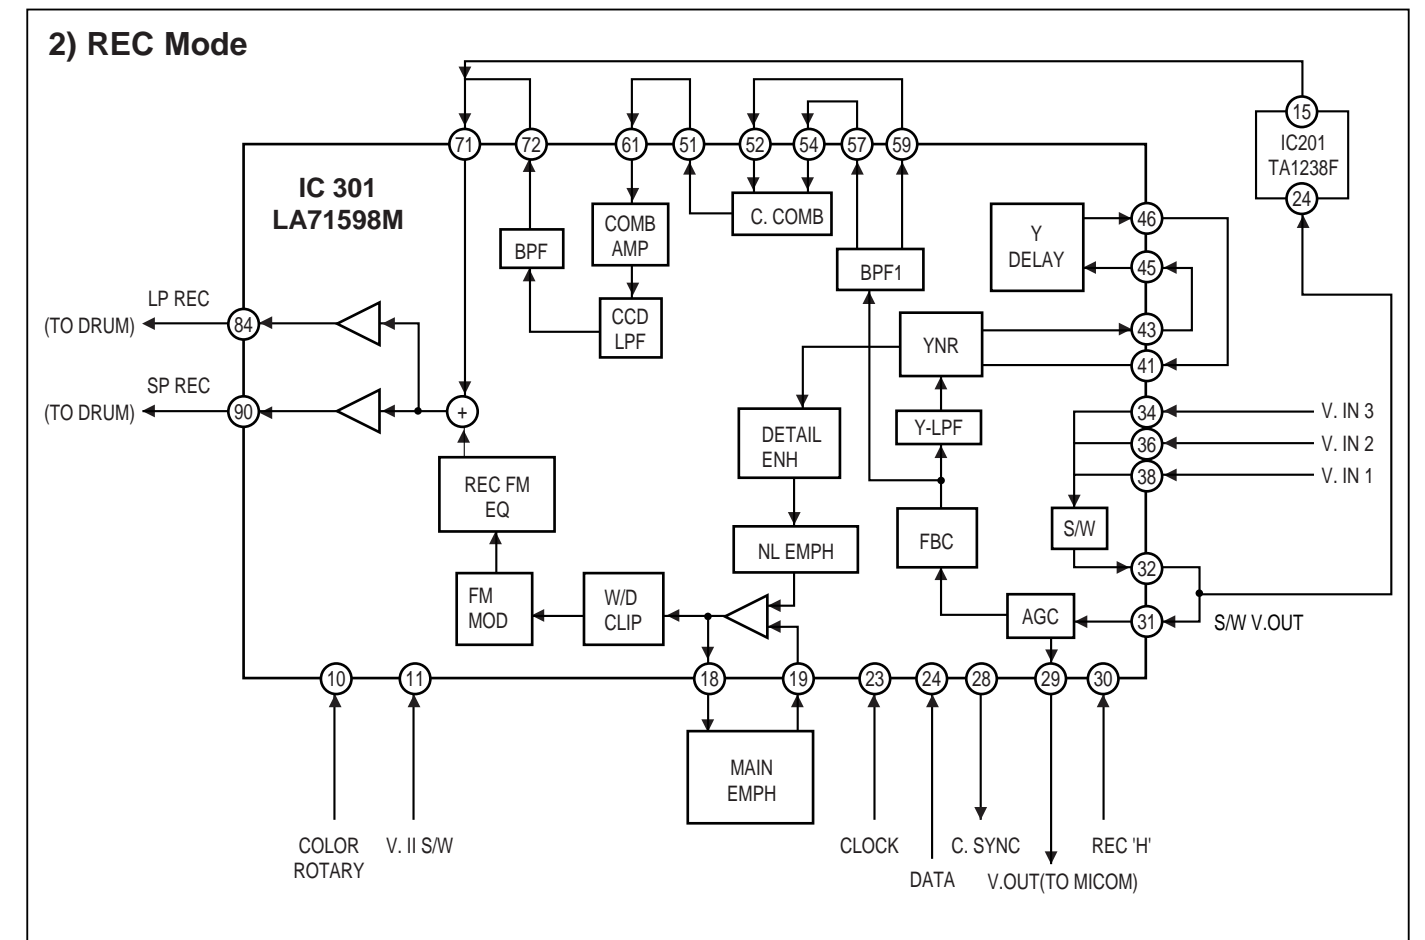 2) REC Mode
15
IC201
TA1238F
24
71
72
61
51
52
54
57
59
IC 301
LA71598M
BPF
COMB
AMP
C. COMB
BPF1
Y
DELAY
46
45
CCD
LPF
YNR
43
41
LP REC
(TO DRUM)
84
SP REC
(TO DRUM)
90
+
DETAIL
ENH
Y-LPF
34
V. IN 3
36
V. IN 2
38
V. IN 1
REC FM
EQ
NL EMPH
FBC
S/W
32
FM
MOD
W/D
CLIP
AGC
31
S/W V.OUT
10
11
18
19
23
24
28
29
30
MAIN
EMPH
COLOR
ROTARY
V. II S/W
CLOCK
DATA
C. SYNC
V.OUT(TO MICOM)
REC 'H'